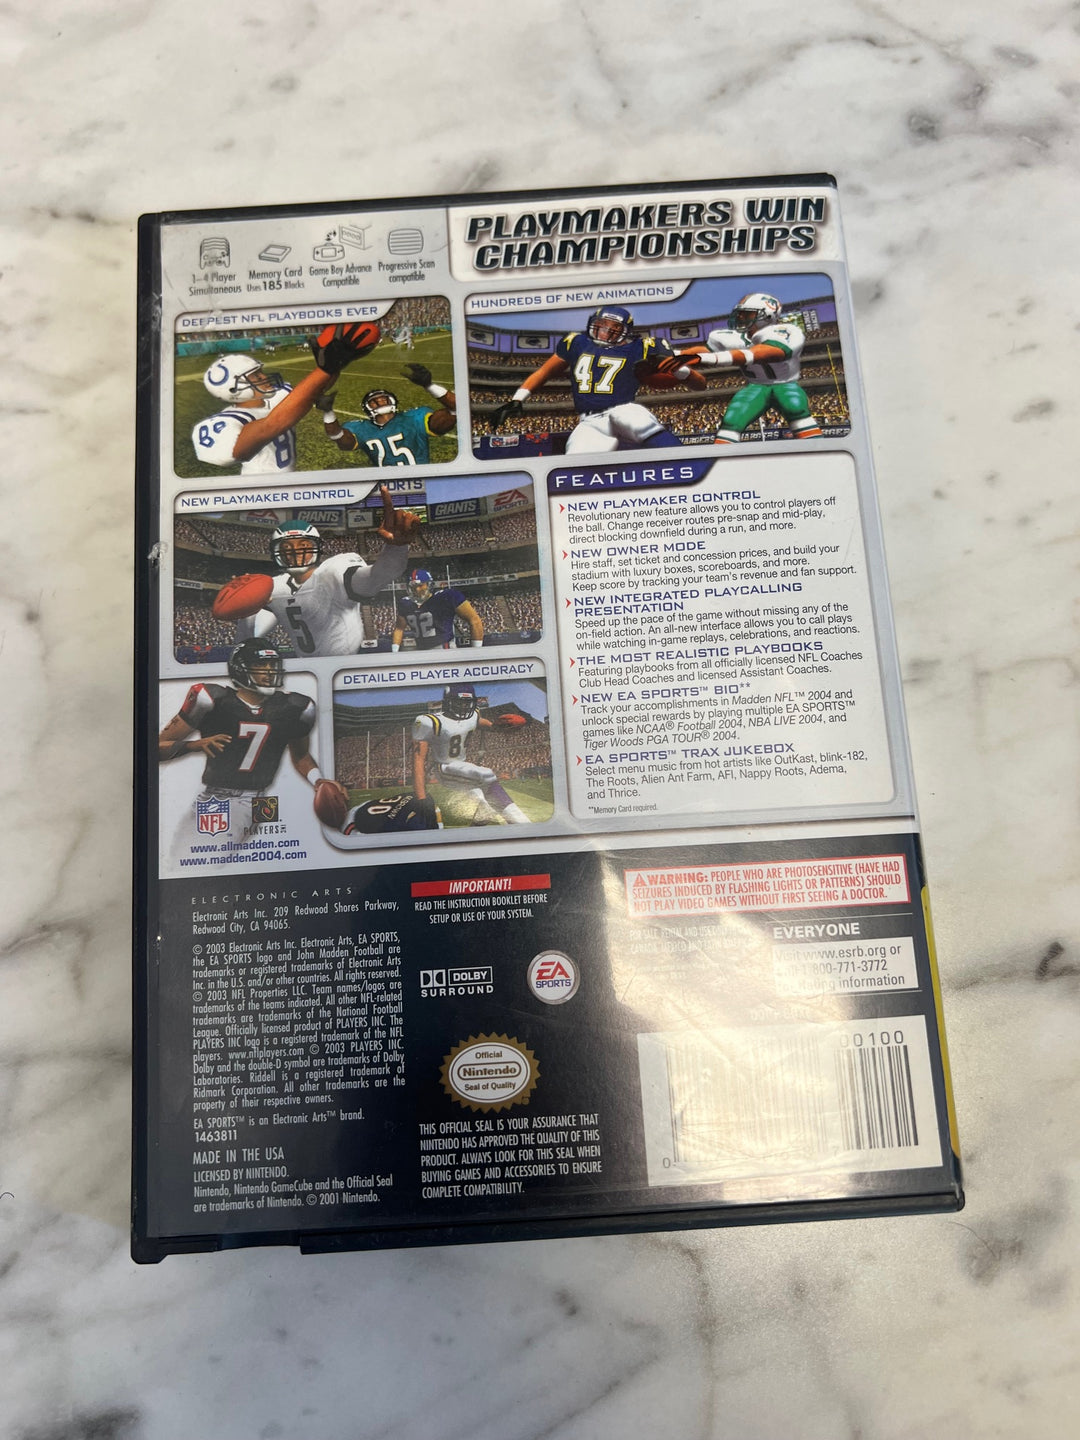 1-4 Player
Simultaneous
Memory Card
Uses 185 Blocks
Game Boy Advance
Compatible
Progressive Scan
compatible
PLAYMAKERS WIN
CHAMPIONSHIPS
DEEPEST NFL PLAYBOOKS EVER
HUNDREDS OF NEW ANIMATIONS
47
25
NEW PLAYMAKER CONTROL
GIANTS
GIANTS
5
92
DETAILED PLAYER ACCURACY
7
30
NFL
PLAYERS INC
www.allmadden.com
www.madden2004.com
FEATURES
NEW PLAYMAKER CONTROL
Revolutionary new feature allows you to control players off
the ball. Change receiver routes pre-snap and mid-play,
direct blocking downfield during a run, and more.
NEW OWNER MODE
Hire staff, set ticket and concession prices, and build your
stadium with luxury boxes, scoreboards, and more.
Keep score by tracking your team's revenue and fan support.
NEW INTEGRATED PLAYCALLING
PRESENTATION
Speed up the pace of the game without missing any of the
on-field action. An all-new interface allows you to call plays
while watching in-game replays, celebrations, and reactions.
THE MOST REALISTIC PLAYBOOKS
Featuring playbooks from all officially licensed NFL Coaches
Club Head Coaches and licensed Assistant Coaches.
NEW EA SPORTS™ BIO**
Track your accomplishments in Madden NFL™ 2004 and
unlock special rewards by playing multiple EA SPORTS™
games like NCAA® Football 2004, NBA LIVE 2004, and
Tiger Woods PGA TOUR® 2004.
EA SPORTS™ TRAX JUKEBOX
Select menu music from hot artists like OutKast, blink-182,
The Roots, Alien Ant Farm, AFI, Nappy Roots, Adema,
and Thrice.
**Memory Card required.
ELECTRONIC ARTS
Electronic Arts Inc. 209 Redwood Shores Parkway,
Redwood City, CA 94065.
© 2003 Electronic Arts Inc. Electronic Arts, EA SPORTS,
the EA SPORTS logo and John Madden Football are
trademarks or registered trademarks of Electronic Arts
Inc. in the U.S. and/or other countries. All rights reserved.
© 2003 NFL Properties LLC. Team names/logos are
trademarks of the teams indicated. All other NFL-related
trademarks are trademarks of the National Football
League. Officially licensed product of PLAYERS INC. The
PLAYERS INC logo is a registered trademark of the NFL
players. www.nflplayers.com © 2003 PLAYERS INC.
Dolby and the double-D symbol are trademarks of Dolby
Laboratories. Riddell is a registered trademark of
Ridmark Corporation. All other trademarks are the
property of their respective owners.
EA SPORTS™ is an Electronic Arts™ brand.
1463811
MADE IN THE USA
LICENSED BY NINTENDO.
Nintendo, Nintendo GameCube and the Official Seal
are trademarks of Nintendo. © 2001 Nintendo.
IMPORTANT!
READ THE INSTRUCTION BOOKLET BEFORE
SETUP OR USE OF YOUR SYSTEM.
DOLBY
SURROUND
EA
SPORTS
Official
Nintendo
Seal of Quality
THIS OFFICIAL SEAL IS YOUR ASSURANCE THAT
NINTENDO HAS APPROVED THE QUALITY OF THIS
PRODUCT. ALWAYS LOOK FOR THIS SEAL WHEN
BUYING GAMES AND ACCESSORIES TO ENSURE
COMPLETE COMPATIBILITY.
WARNING: PEOPLE WHO ARE PHOTOSENSITIVE (HAVE HAD
SEIZURES INDUCED BY FLASHING LIGHTS OR PATTERNS) SHOULD
NOT PLAY VIDEO GAMES WITHOUT FIRST SEEING A DOCTOR.
FOR SALE, RENTAL AND USE
EVERYONE
www.esrb.org or
1-800-771-3772
information
00100